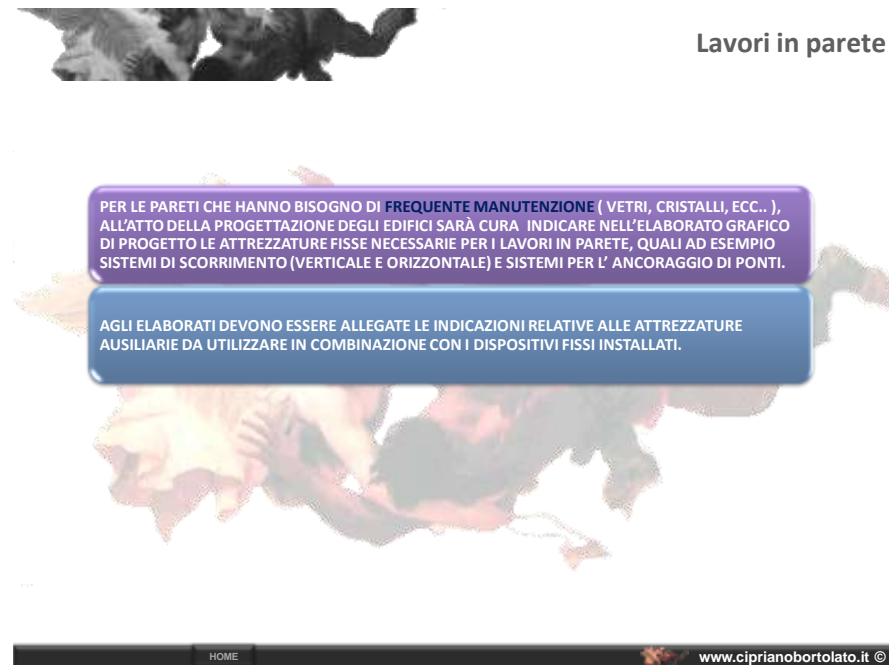 Lavori in parete
PER LE PARETI CHE HANNO BISOGNO DI FREQUENTE MANUTENZIONE ( VETRI, CRISTALLI, ECC.. ),
ALL'ATTO DELLA PROGETTAZIONE DEGLI EDIFICI SARÀ CURA INDICARE NELL'ELABORATO GRAFICO
DI PROGETTO LE ATTREZZATURE FISSE NECESSARIE PER I LAVORI IN PARETE, QUALI AD ESEMPIO
SISTEMI DI SCORRIMENTO (VERTICALE E ORIZZONTALE) E SISTEMI PER L' ANCORAGGIO DI PONTI.
AGLI ELABORATI DEVONO ESSERE ALLEGATE LE INDICAZIONI RELATIVE ALLE ATTREZZATURE
AUSILIARIE DA UTILIZZARE IN COMBINAZIONE CON I DISPOSITIVI FISSI INSTALLATI.
HOME
www.ciprianobortolato.it ©